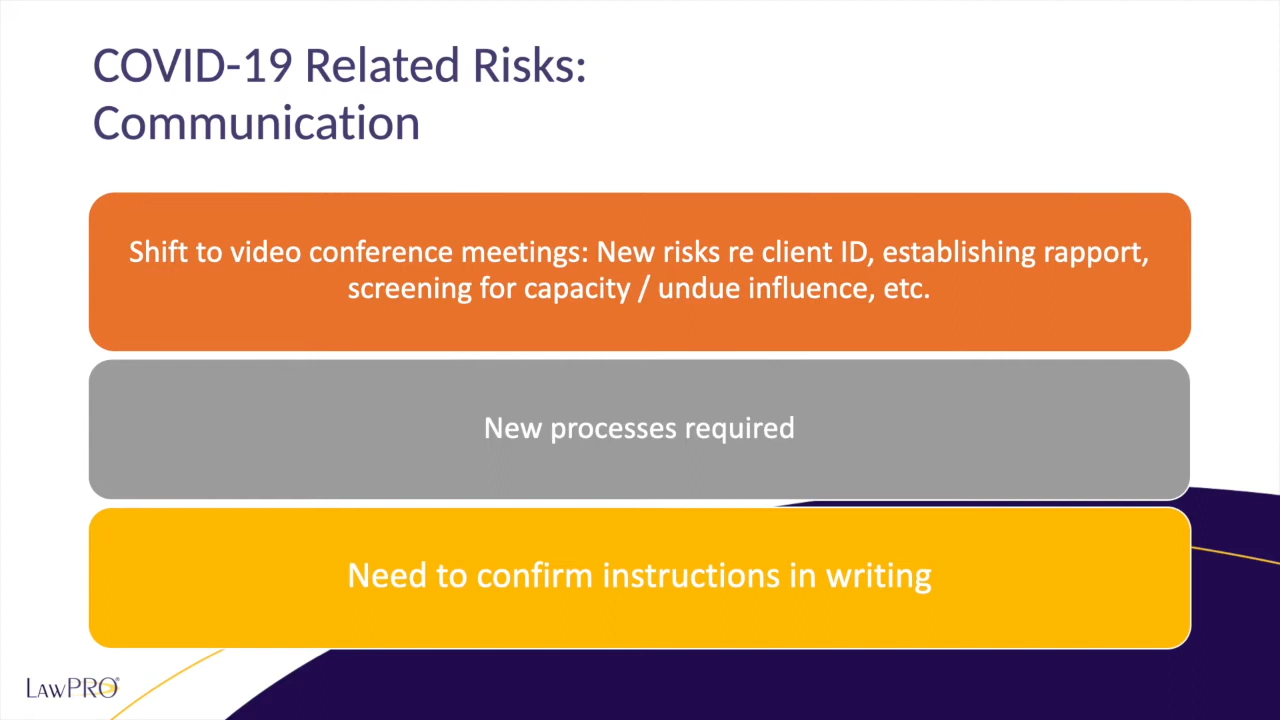 COVID-19 Related Risks:
Communication
Shift to video conference meetings: New risks re client ID, establishing rapport,
screening for capacity / undue influence, etc.
New processes required
Need to confirm instructions in writing
LAWPRO®